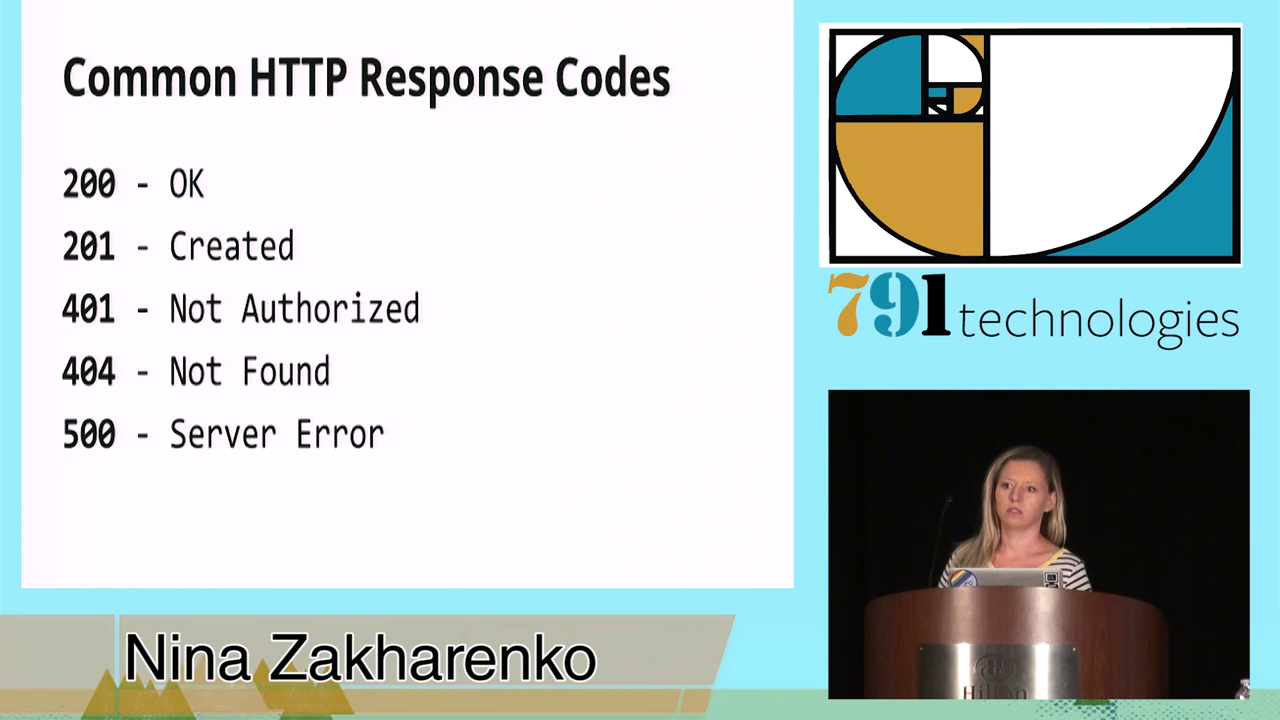 Common HTTP Response Codes
200 - OK
201 - Created
401 - Not Authorized
404 - Not Found
500 - Server Error
791 technologies
Hilton
Nina Zakharenko